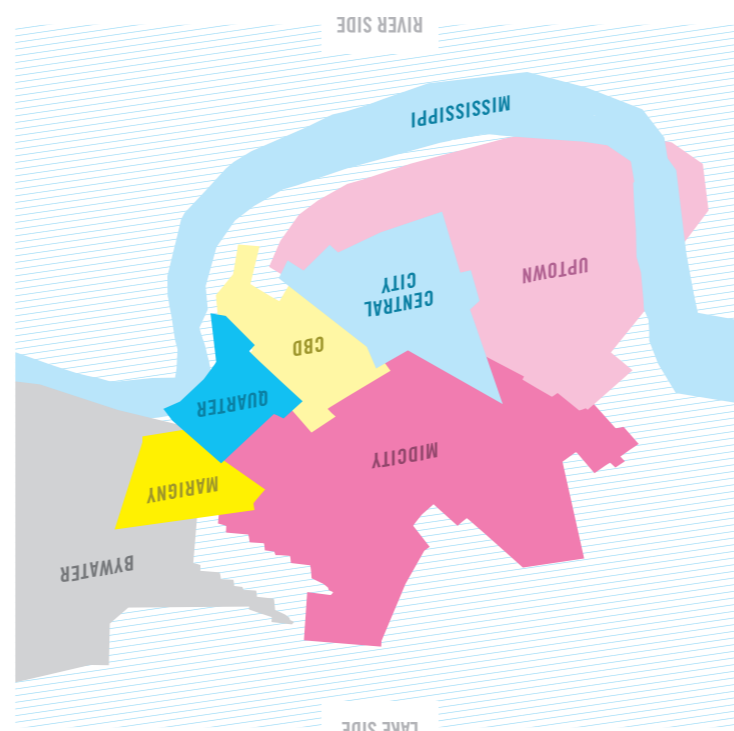 LAKE SIDE
BYWATER
MARIGNY
MIDCITY
QUARTER
CBD
CENTRAL
CITY
UPTOWN
MISSISSIPPI
RIVER SIDE